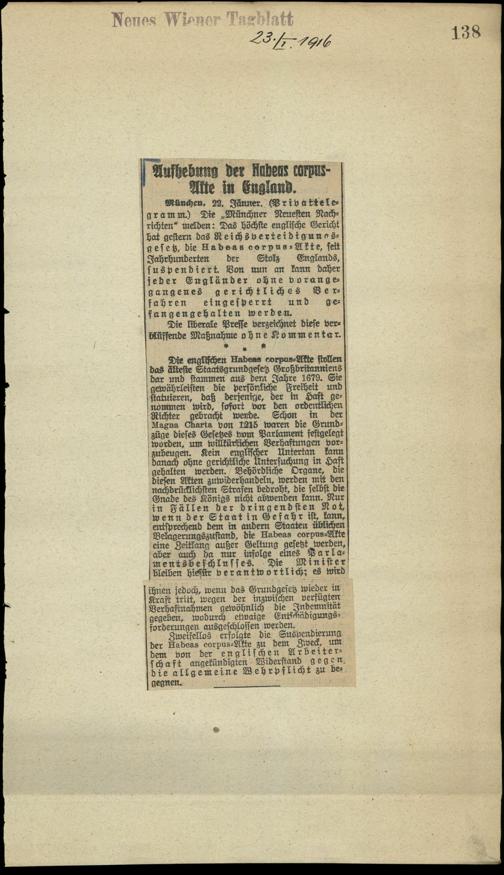 Neues Wiener Tagblatt
23./I. 1916
138
Aufhebung der Habeas corpus-
Akte in England.
München, 22. Jänner. (Privattele-
gramm.) Die „Münchner Neuesten Nach-
richten" melden: Das höchste englische Gericht
hat gestern das Reichsverteidigungs-
gesetz, die Habeas corpus-Akte, seit
Jahrhunderten der Stolz Englands,
suspendiert. Von nun an kann daher
jeder Engländer ohne vorange-
gangenes gerichtliches Ver-
fahren eingesperrt und ge-
fangengehalten werden.
Die liberale Presse verzeichnet diese ver-
blüffende Maßnahme ohne Kommentar.
* * *
Die englischen Habeas corpus-Akte stellen
das älteste Staatsgrundgesetz Großbritanniens
dar und stammen aus dem Jahre 1679. Sie
gewährleisten die persönliche Freiheit und
statuieren, daß derjenige, der in Haft ge-
nommen wird, sofort vor den ordentlichen
Richter gebracht werde. Schon in der
Magna Charta von 1215 waren die Grund-
züge dieses Gesetzes vom Parlament festgelegt
worden, um willkürlichen Verhaftungen vor-
zubeugen. Kein englischer Untertan kann
danach ohne gerichtliche Untersuchung in Haft
gehalten werden. Behördliche Organe, die
diesen Akten zuwiderhandeln, werden mit den
nachdrücklichsten Strafen bedroht, die selbst die
Gnade des Königs nicht abwenden kann. Nur
in Fällen der dringendsten Not,
wenn der Staat in Gefahr ist, kann,
entsprechend dem in andern Staaten üblichen
Belagerungszustand, die Habeas corpus-Akte
eine Zeitlang außer Geltung gesetzt werden,
aber auch da nur infolge eines Parla-
mentsbeschlusses. Die Minister
bleiben hiefür verantwortlich; es wird
ihnen jedoch, wenn das Grundgesetz wieder in
Kraft tritt, wegen der inzwischen verfügten
Verhaftnahmen gewöhnlich die Indemnität
gegeben, wodurch etwaige Entschädigungs-
forderungen ausgeschlossen werden.
Zweifellos erfolgte die Suspendierung
der Habeas corpus-Akte zu dem Zweck, um
dem von der englischen Arbeiter-
schaft angekündigten Widerstand gegen
die allgemeine Wehrpflicht zu be-
gegnen.